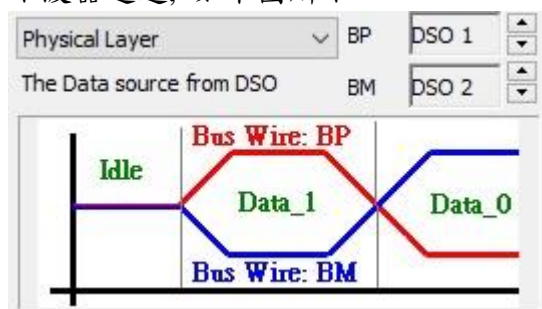 Physical Layer BP DSO 1
The Data source from DSO BM DSO 2
Bus Wire: BP
Idle
Data_1 Data_0
Bus Wire: BM